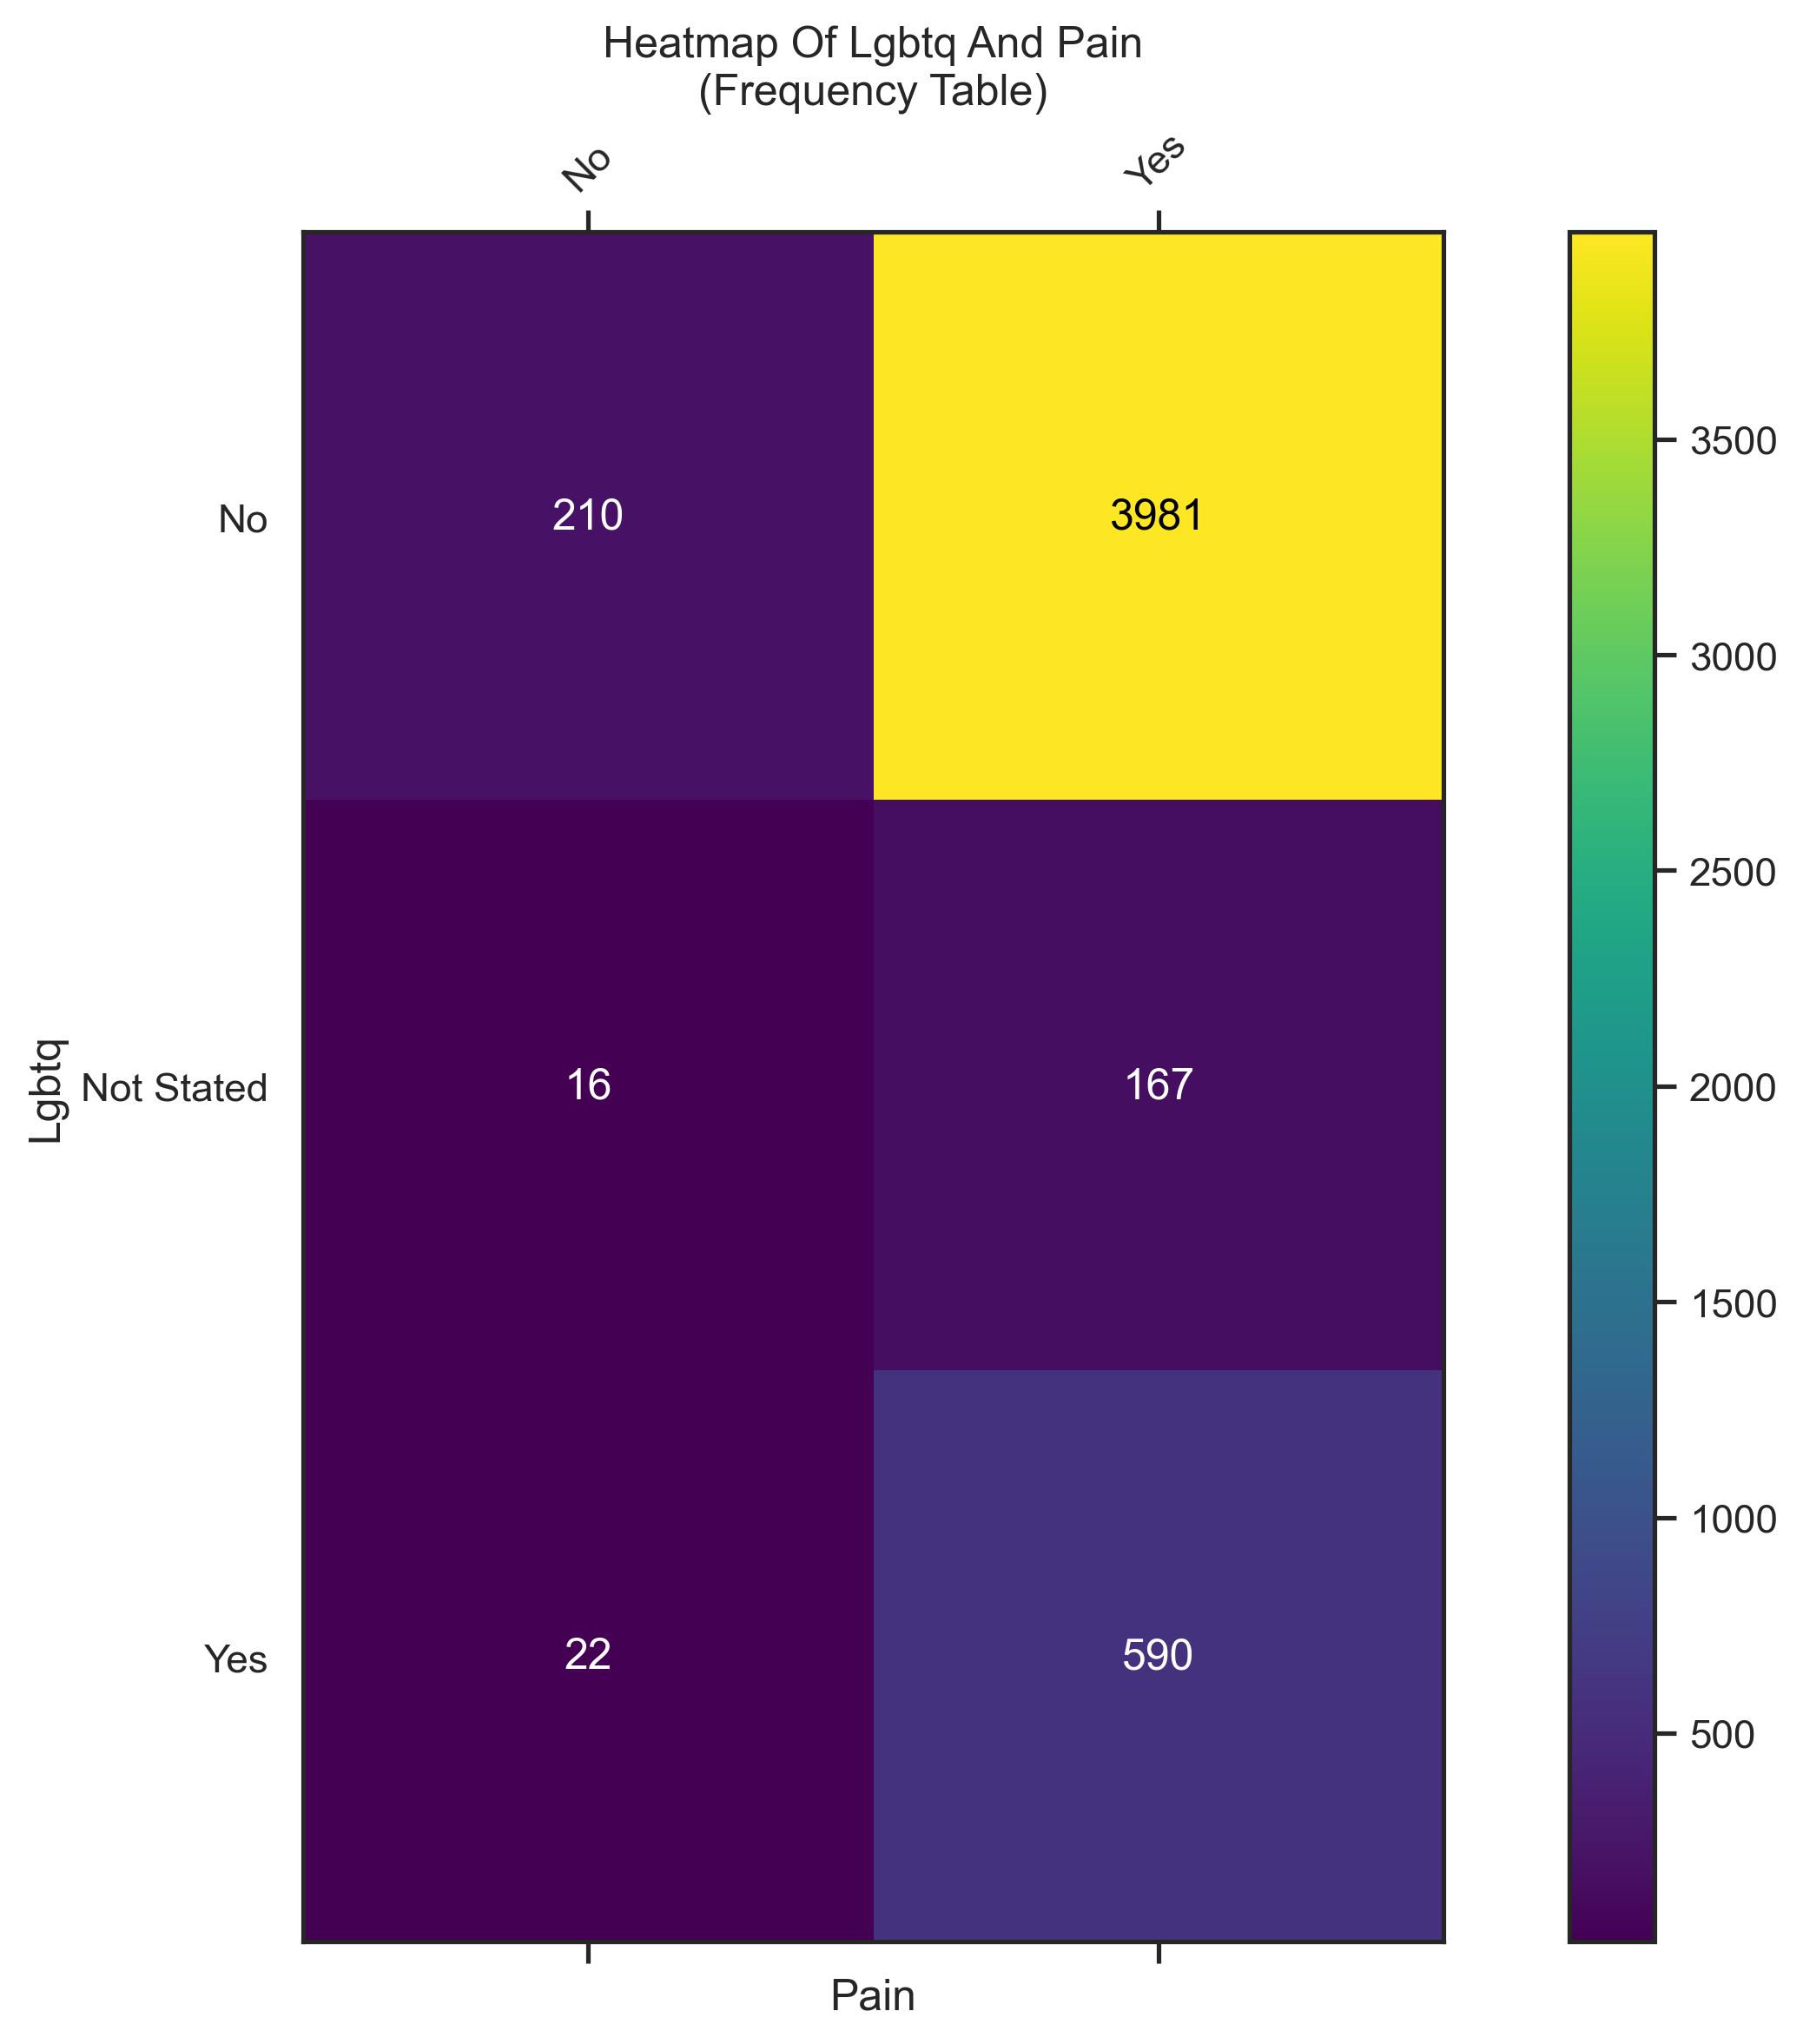 Heatmap Of Lgbtq And Pain
(Frequency Table)
No
Yes
No
210
3981
Not Stated
16
167
Yes
22
590
Lgbtq
Pain
3500
3000
2500
2000
1500
1000
500